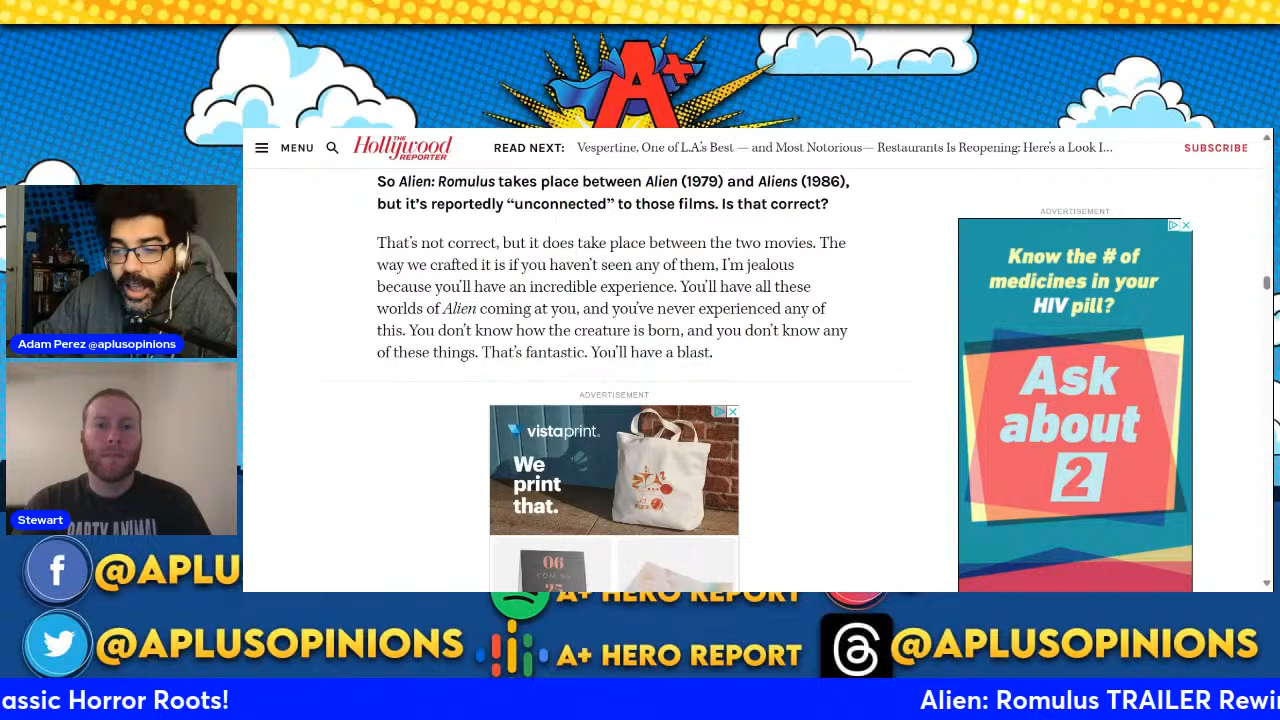 A+
MENU
THE
Hollywood
REPORTER
READ NEXT: Vespertine, One of L.A.'s Best — and Most Notorious— Restaurants Is Reopening: Here's a Look I...
SUBSCRIBE
So Alien: Romulus takes place between Alien (1979) and Aliens (1986),
but it's reportedly “unconnected” to those films. Is that correct?
That's not correct, but it does take place between the two movies. The
way we crafted it is if you haven't seen any of them, I'm jealous
because you'll have an incredible experience. You'll have all these
worlds of Alien coming at you, and you've never experienced any of
this. You don't know how the creature is born, and you don't know any
of these things. That's fantastic. You'll have a blast.
ADVERTISEMENT
vistaprint.
We
print
that.
06
COMING
ADVERTISEMENT
Know the # of
medicines in your
HIV pill?
Ask
about
2
Adam Perez @aplusopinions
PARTY ANIMAL
Stewart
f
@APLU
A+ HERO REPORT
@APLUSOPINIONS
A+ HERO REPORT
@APLUSOPINIONS
assic Horror Roots!
Alien: Romulus TRAILER Rewi